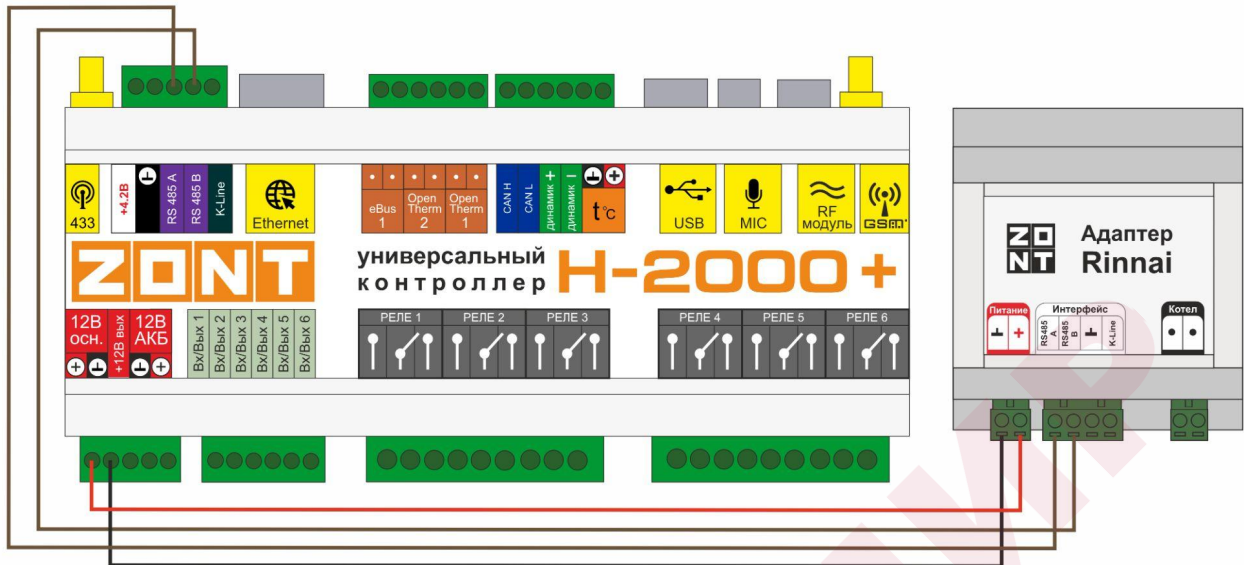 433
+4.2В
RS 485 A
RS 485 B
K-Line
Ethernet
eBus
1
Open
Therm
2
Open
Therm
1
CAN H
CAN L
динамик +
динамик –
t°C
USB
MIC
RF
модуль
GSM
ZONT
универсальный
контроллер
H-2000+
12В
осн.
+12В вых
12В
АКБ
Вх/Вых 1
Вх/Вых 2
Вх/Вых 3
Вх/Вых 4
Вх/Вых 5
Вх/Вых 6
РЕЛЕ 1
РЕЛЕ 2
РЕЛЕ 3
РЕЛЕ 4
РЕЛЕ 5
РЕЛЕ 6
ZONT
Адаптер
Rinnai
Питание
Интерфейс
RS485
A
RS485
B
K-Line
Котел